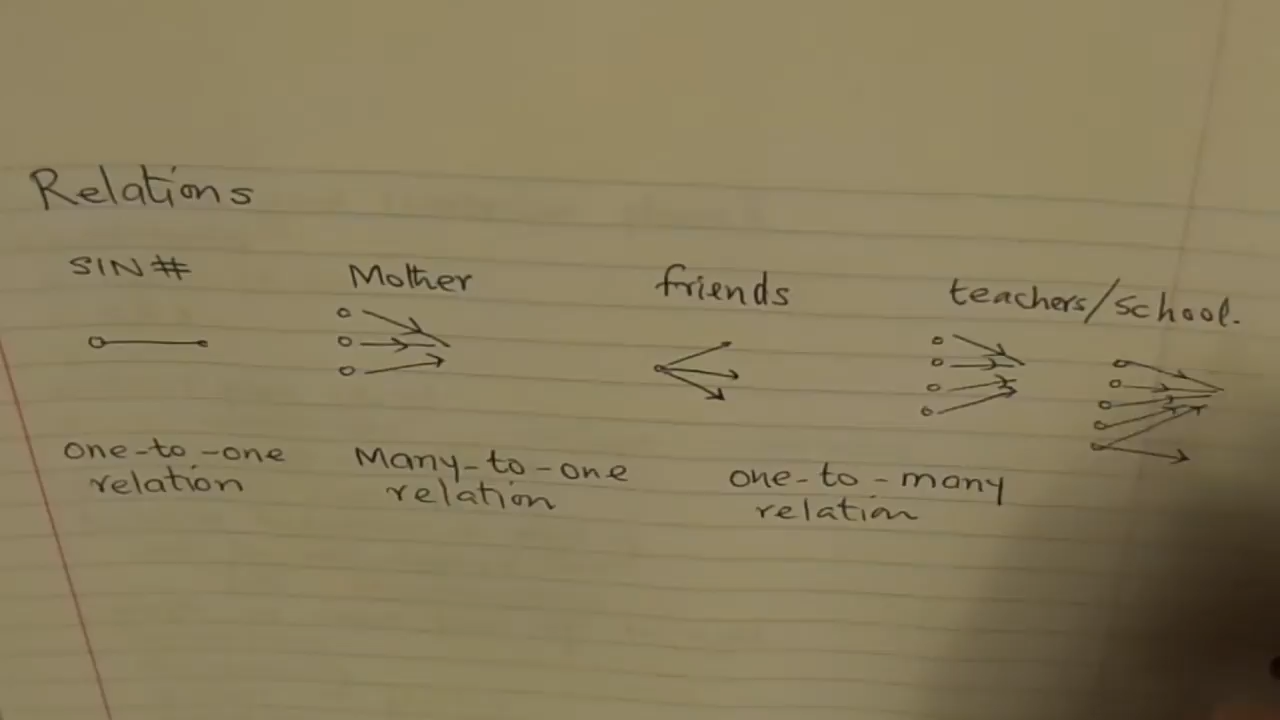 Relations
SIN# Mother friends teachers/school.
one-to-one Many-to-one one-to-many
relation relation relation